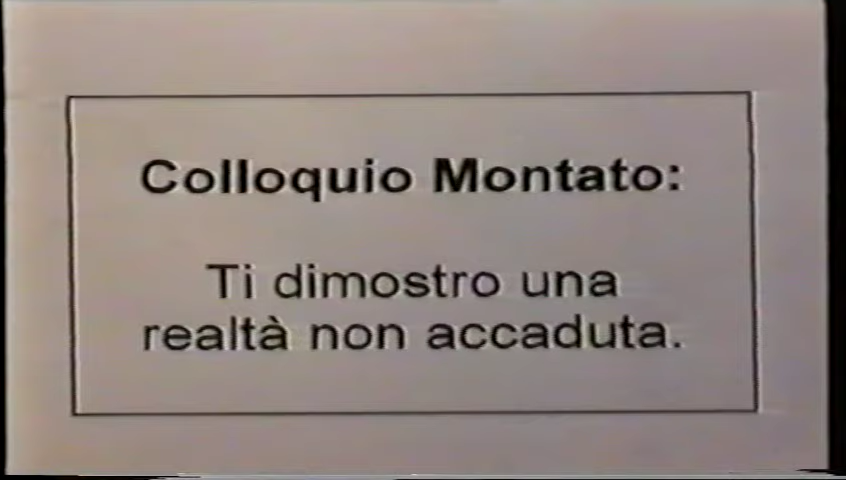 Colloquio Montato:
Ti dimostro una
realtà non accaduta.